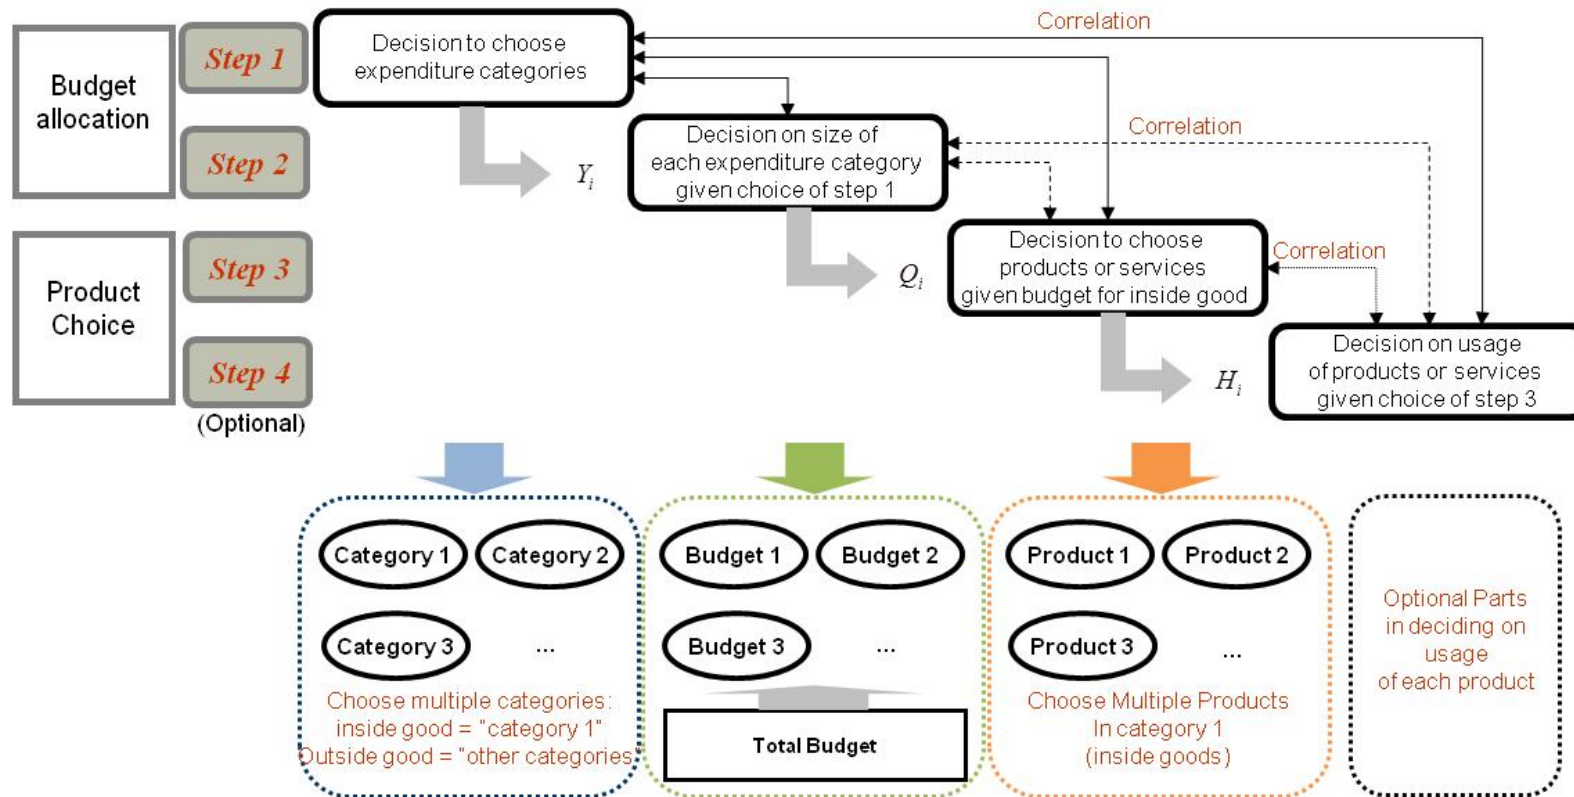 Budget
allocation
Step 1
Step 2
Product
Choice
Step 3
Step 4
(Optional)
Decision to choose
expenditure categories
Correlation
Y_i
Decision on size of
each expenditure category
given choice of step 1
Correlation
Q_i
Decision to choose
products or services
given budget for inside good
Correlation
H_i
Decision on usage
of products or services
given choice of step 3
Category 1
Category 2
Category 3
...
Choose multiple categories:
inside good = "category 1"
Outside good = "other categories"
Budget 1
Budget 2
Budget 3
...
Total Budget
Product 1
Product 2
Product 3
...
Choose Multiple Products
In category 1
(inside goods)
Optional Parts
in deciding on
usage
of each product